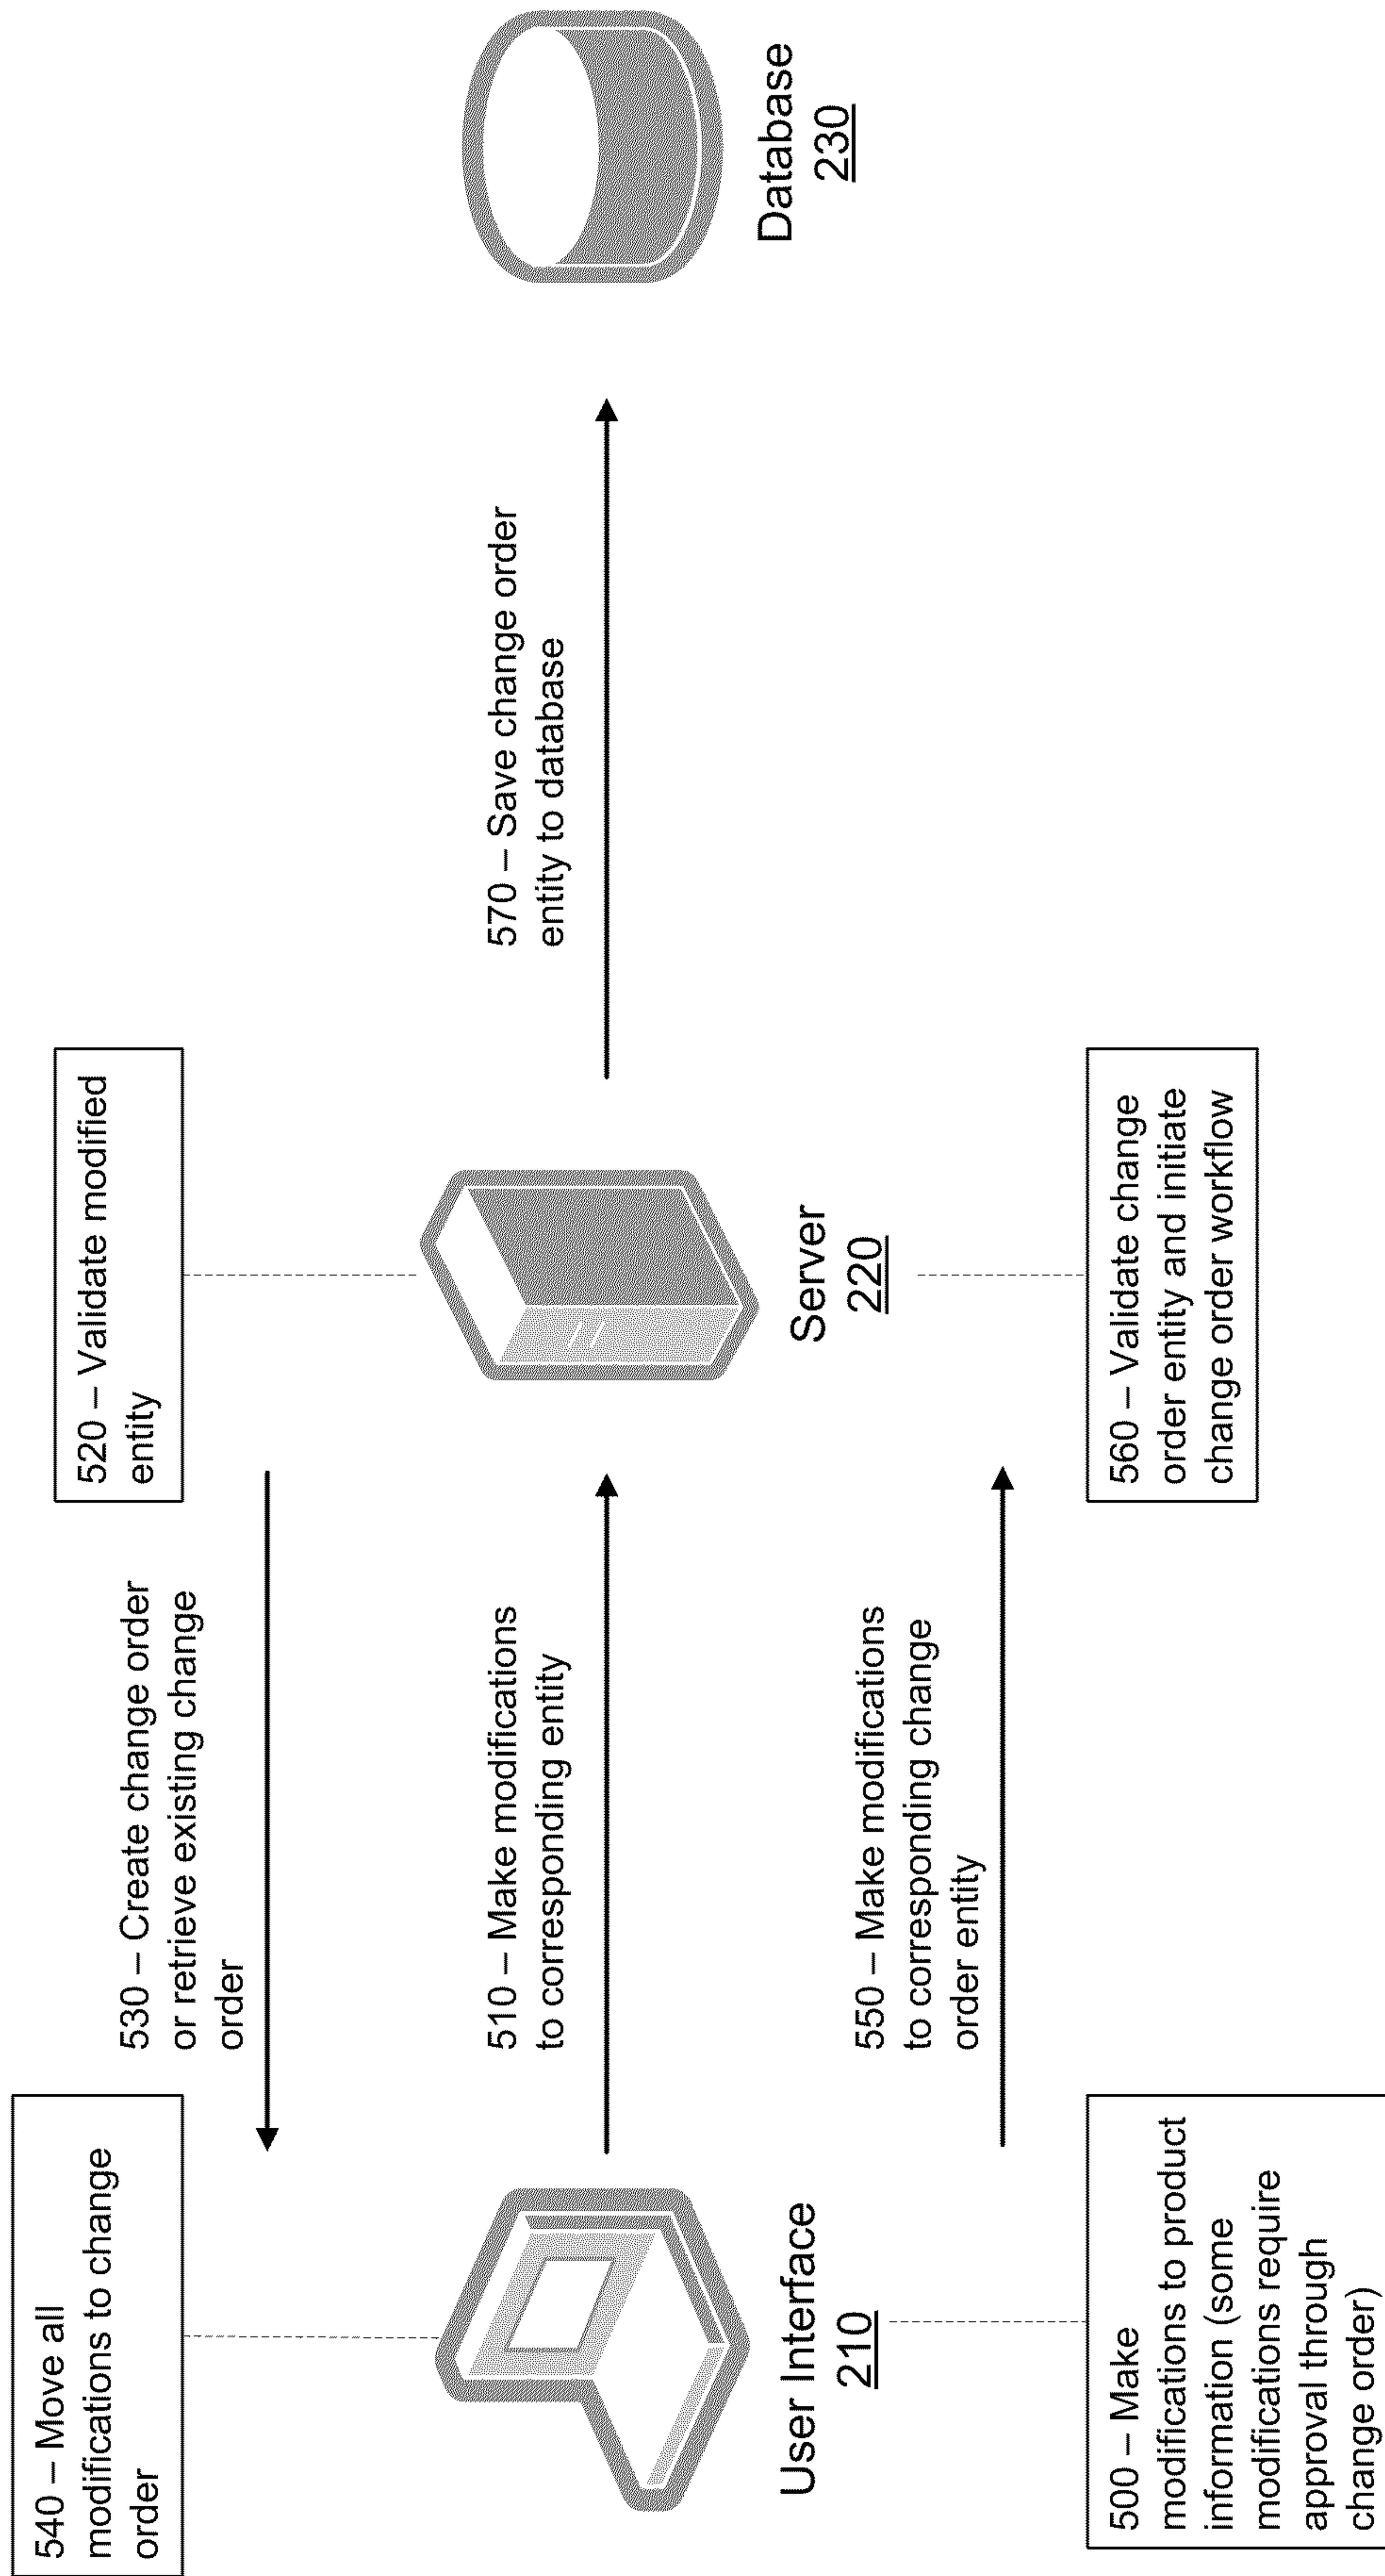 540 – Move all
modifications to change
order
530 – Create change order
or retrieve existing change
order
520 – Validate modified
entity
510 – Make modifications
to corresponding entity
570 – Save change order
entity to database
User Interface
210
Server
220
Database
230
550 – Make modifications
to corresponding change
order entity
500 – Make
modifications to product
information (some
modifications require
approval through
change order)
560 – Validate change
order entity and initiate
change order workflow